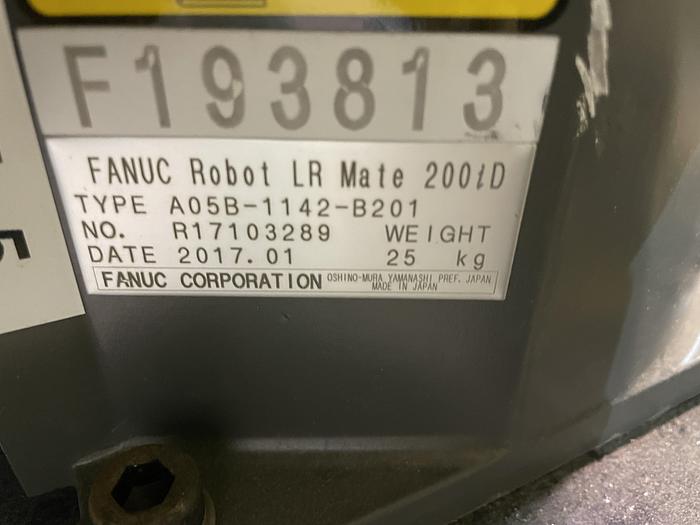 F193813
FANUC Robot LR Mate 200iD
TYPE A05B-1142-B201
NO. R17103289 WEIGHT
DATE 2017.01 25 kg
FANUC CORPORATION OSHINO-MURA, YAMANASHI PREF. JAPAN
MADE IN JAPAN